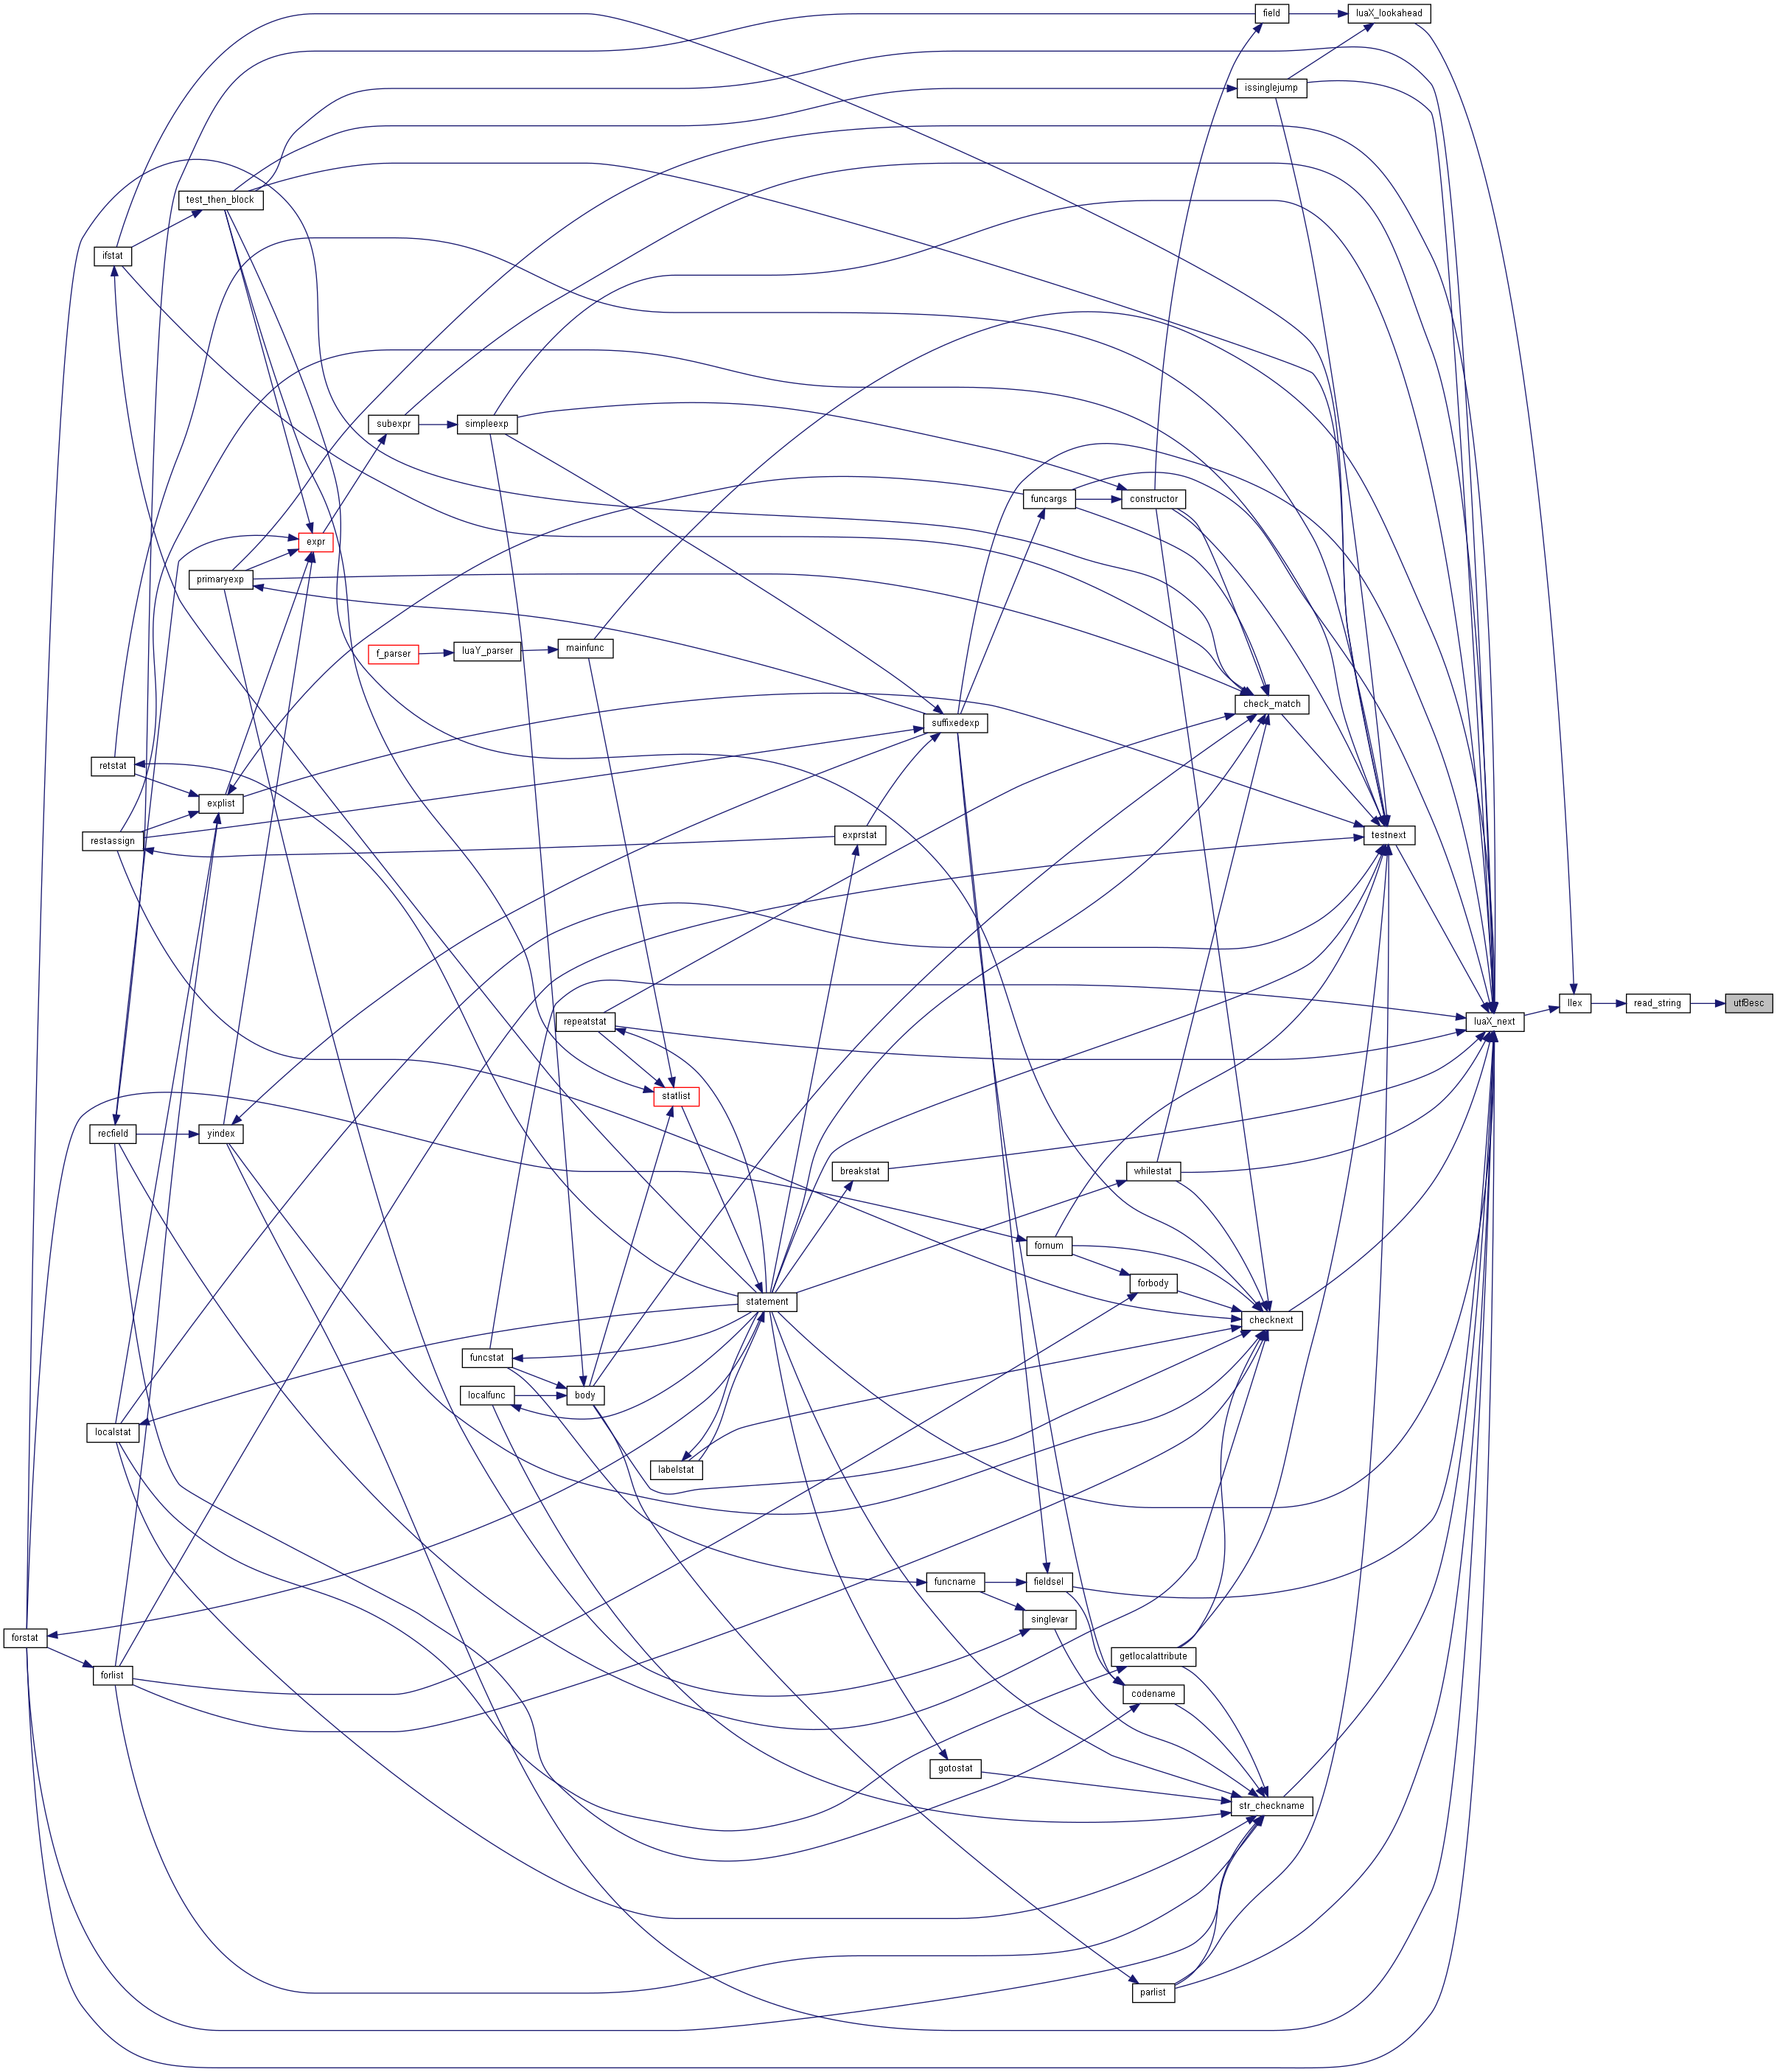 field
luaX_lookahead
issinglejump
test_then_block
ifstat
subexpr
simpleexp
funcargs
constructor
expr
primaryexp
f_parser
luaY_parser
mainfunc
check_match
suffixedexp
retstat
explist
restassign
exprstat
testnext
llex
read_string
utf8esc
repeatstat
luaX_next
statlist
recfield
yindex
breakstat
whilestat
fornum
forbody
statement
checknext
funcstat
localfunc
body
localstat
labelstat
funcname
fieldsel
singlevar
forstat
getlocalattribute
forlist
codename
gotostat
str_checkname
parlist